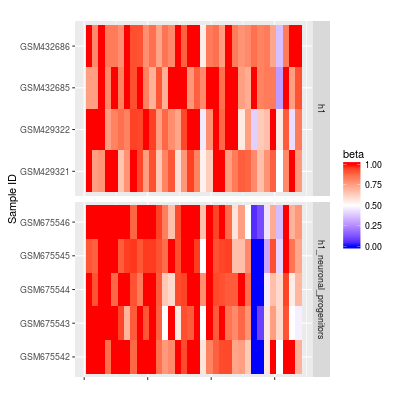 GSM432686
GSM432685
GSM429322
GSM429321
h1
GSM675546
GSM675545
GSM675544
GSM675543
GSM675542
h1_neuronal_progenitors
Sample ID
beta
1.00
0.75
0.50
0.25
0.00